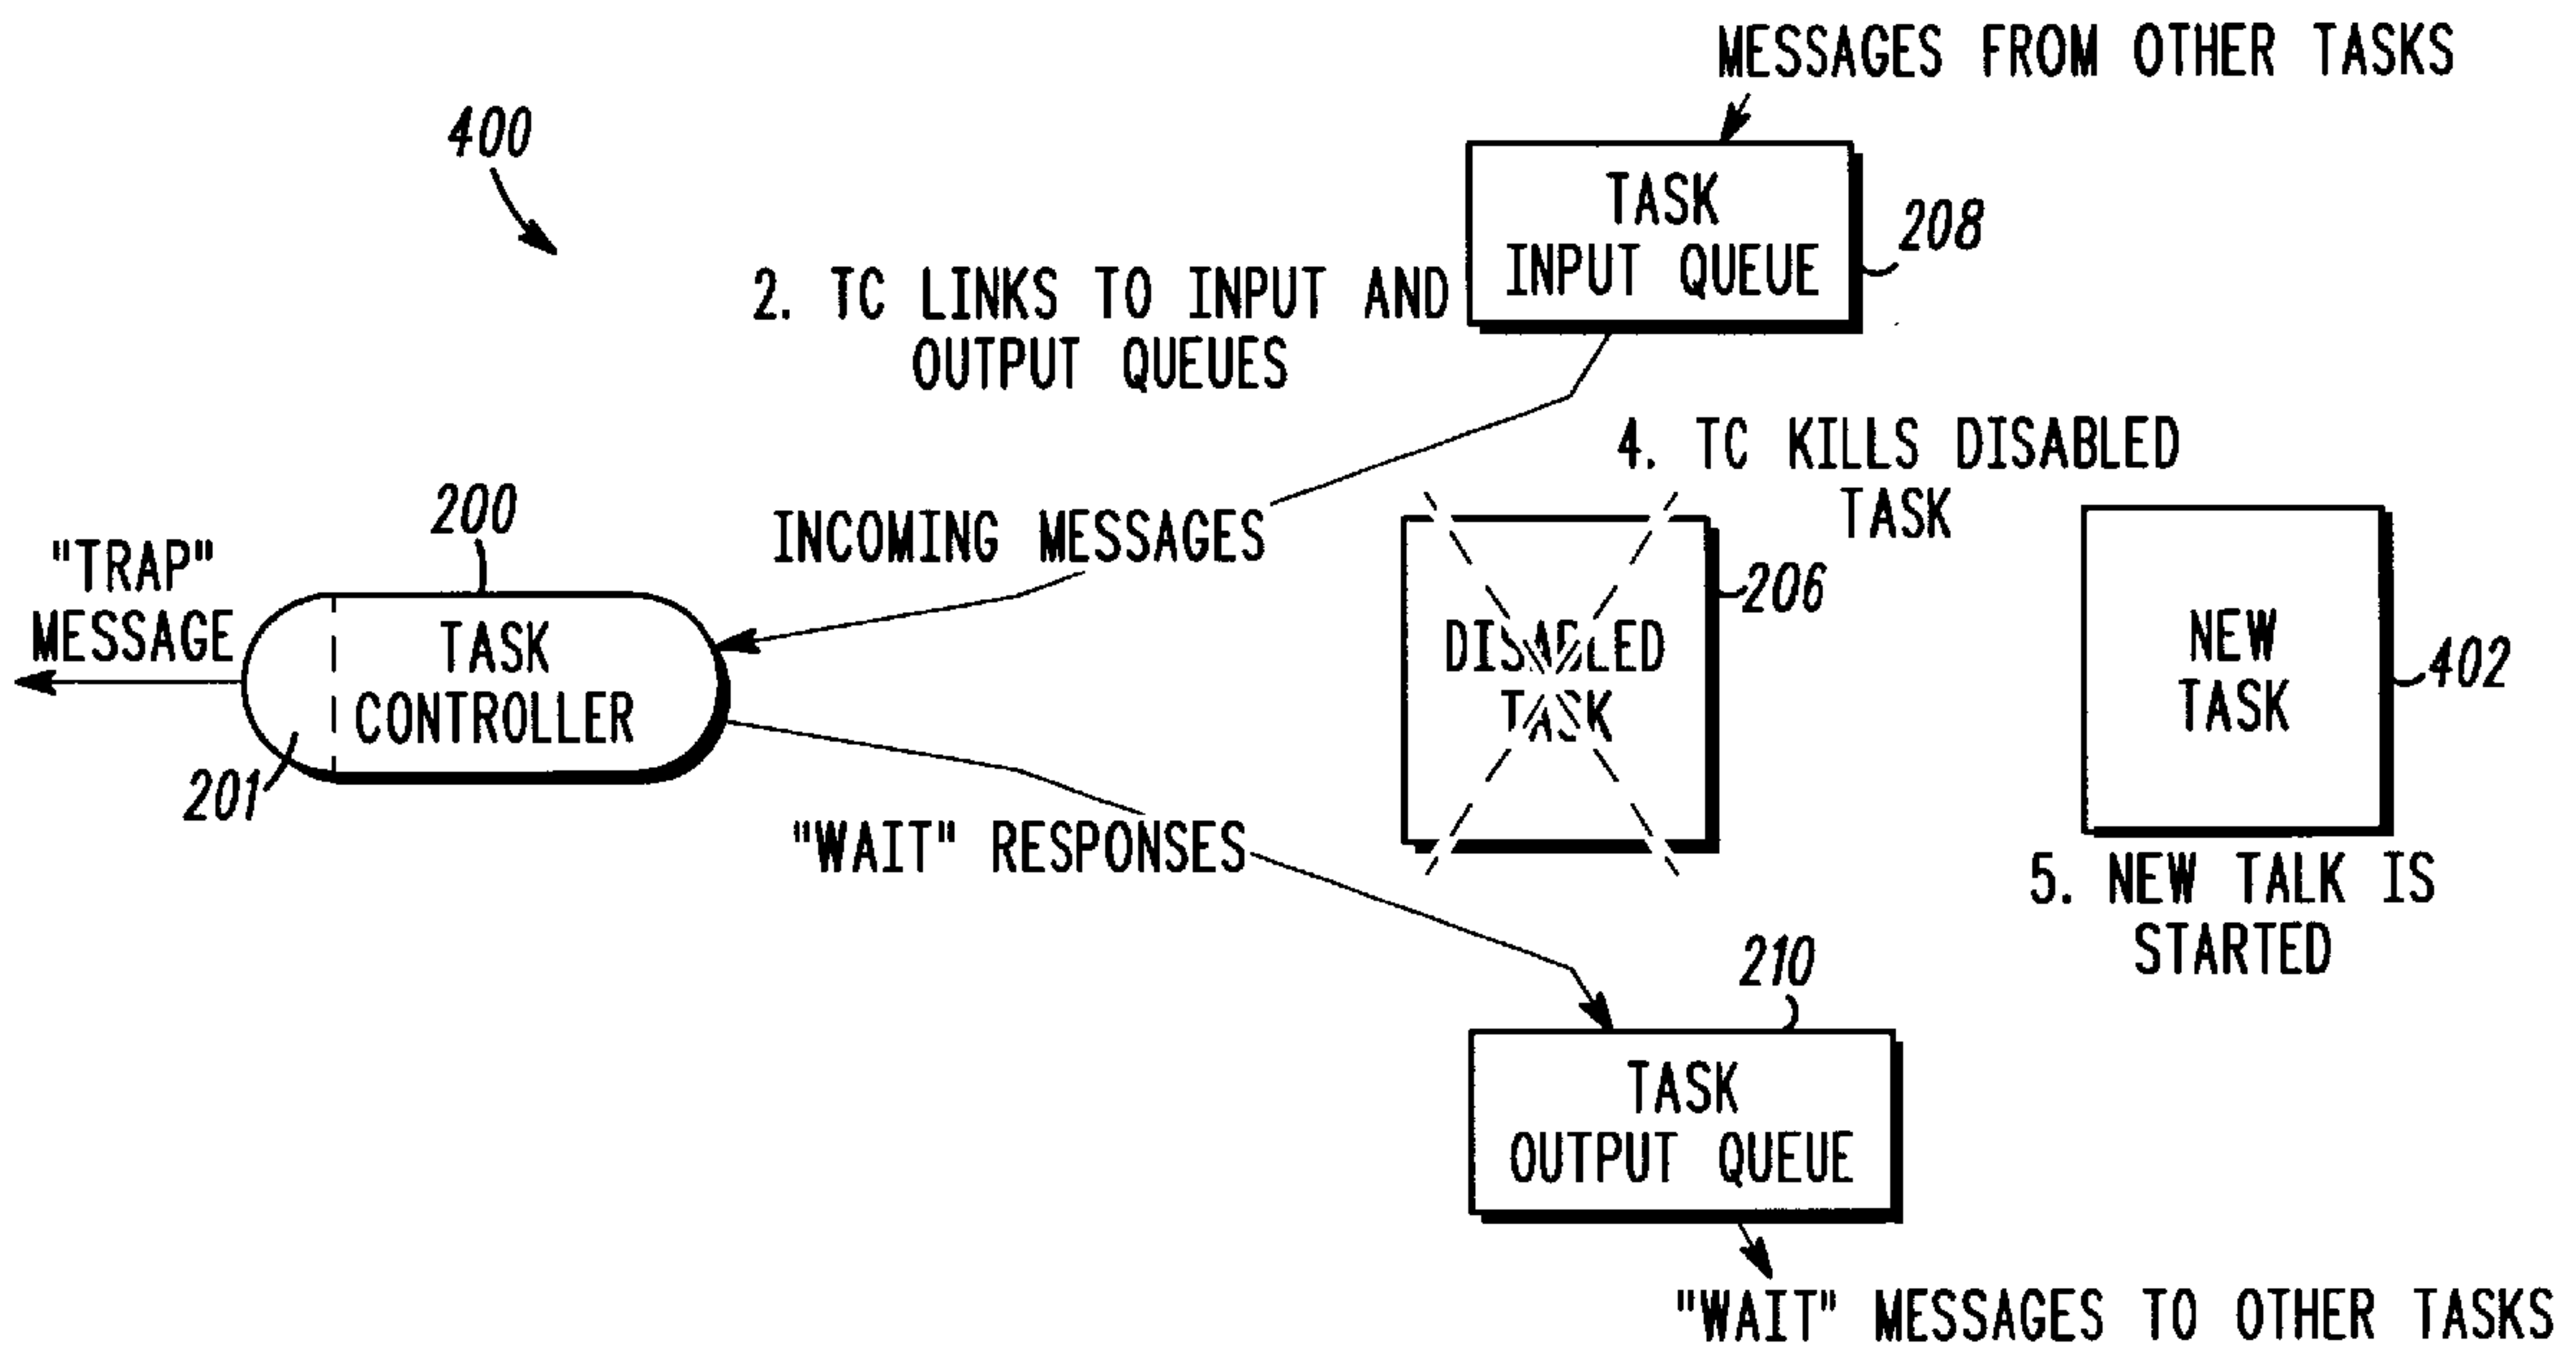 MESSAGES FROM OTHER TASKS
400
TASK
INPUT QUEUE
208
2. TC LINKS TO INPUT AND
OUTPUT QUEUES
4. TC KILLS DISABLED
TASK
INCOMING MESSAGES
200
"TRAP"
MESSAGE
TASK
CONTROLLER
201
206
DISABLED
TASK
NEW
TASK
402
"WAIT" RESPONSES
5. NEW TALK IS
STARTED
210
TASK
OUTPUT QUEUE
"WAIT" MESSAGES TO OTHER TASKS